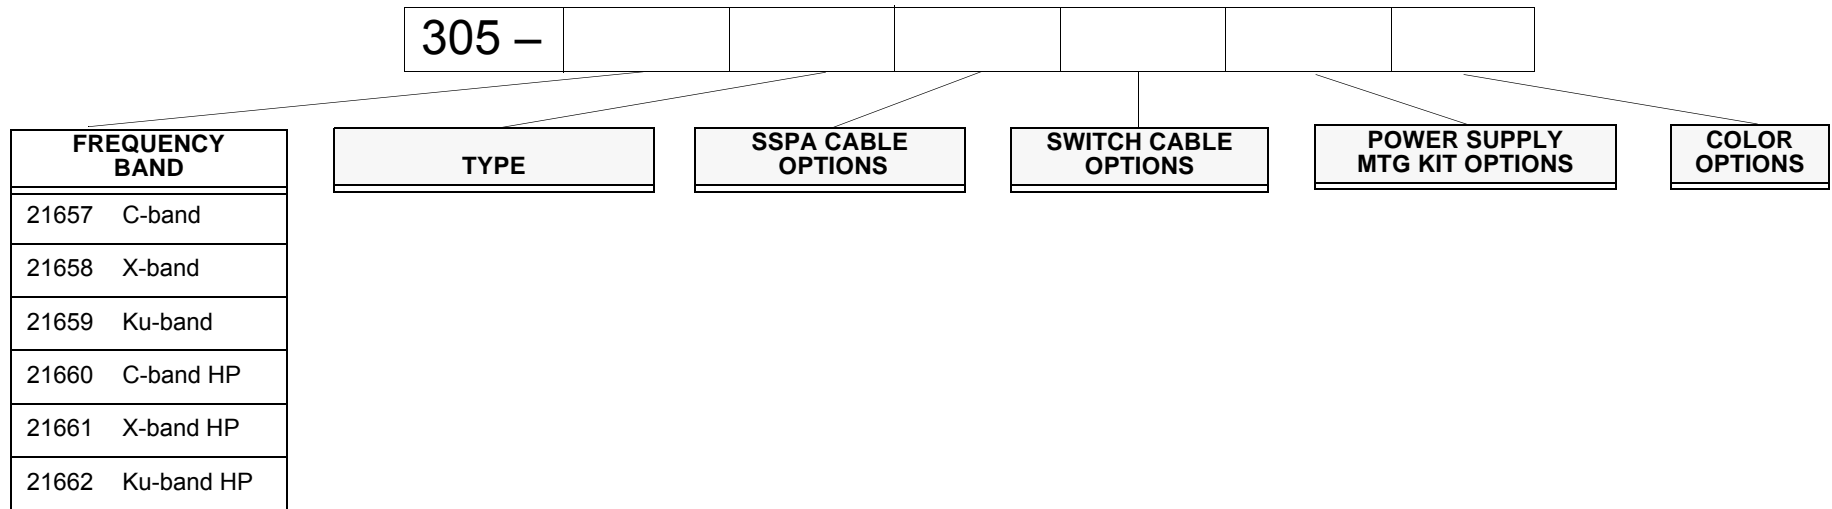 305 –
FREQUENCY
BAND
TYPE
SSPA CABLE
OPTIONS
SWITCH CABLE
OPTIONS
POWER SUPPLY
MTG KIT OPTIONS
COLOR
OPTIONS
21657 C-band
21658 X-band
21659 Ku-band
21660 C-band HP
21661 X-band HP
21662 Ku-band HP